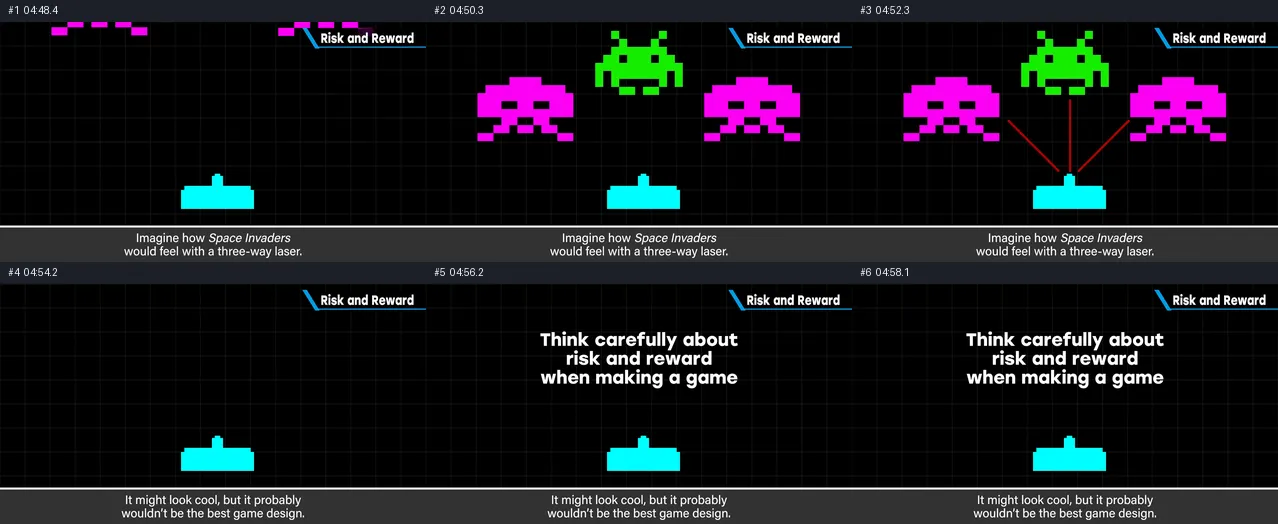 #1 04:48.4
Risk and Reward
Imagine how Space Invaders
would feel with a three-way laser.
#2 04:50.3
Risk and Reward
Imagine how Space Invaders
would feel with a three-way laser.
#3 04:52.3
Risk and Reward
Imagine how Space Invaders
would feel with a three-way laser.
#4 04:54.2
Risk and Reward
It might look cool, but it probably
wouldn't be the best game design.
#5 04:56.2
Risk and Reward
Think carefully about
risk and reward
when making a game
It might look cool, but it probably
wouldn't be the best game design.
#6 04:58.1
Risk and Reward
Think carefully about
risk and reward
when making a game
It might look cool, but it probably
wouldn't be the best game design.